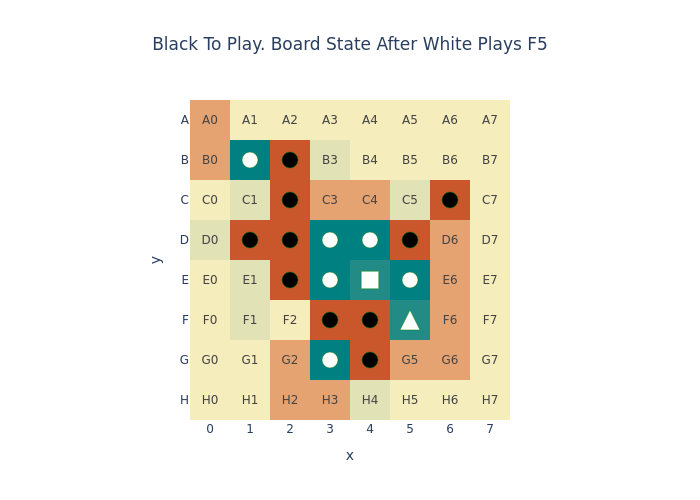 Black To Play. Board State After White Plays F5
A A0 A1 A2 A3 A4 A5 A6 A7
B B0 B3 B4 B5 B6 B7
C C0 C1 C3 C4 C5 C7
D D0 D6 D7
E E0 E1 E6 E7
F F0 F1 F2 F6 F7
G G0 G1 G2 G5 G6 G7
H H0 H1 H2 H3 H4 H5 H6 H7
0 1 2 3 4 5 6 7
x
y